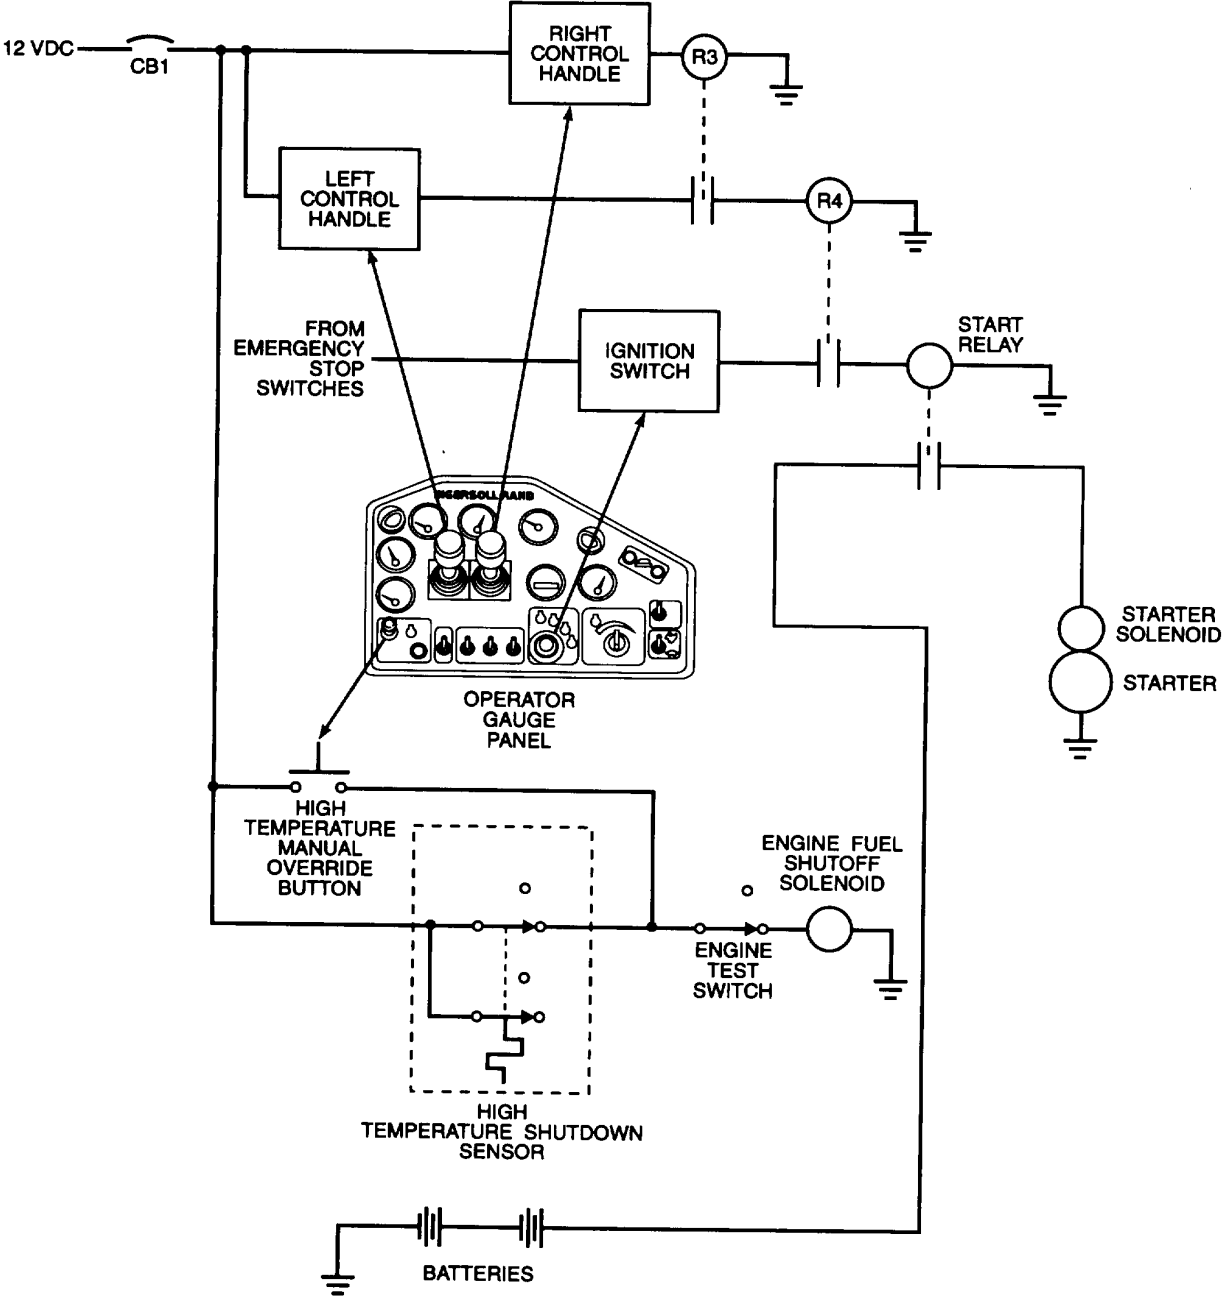 RIGHT
CONTROL
HANDLE
12 VDC
CB1
R3
LEFT
CONTROL
HANDLE
R4
FROM
EMERGENCY
STOP
SWITCHES
IGNITION
SWITCH
START
RELAY
INGERSOLL-RAND
OPERATOR
GAUGE
PANEL
STARTER
SOLENOID
STARTER
HIGH
TEMPERATURE
MANUAL
OVERRIDE
BUTTON
ENGINE FUEL
SHUTOFF
SOLENOID
ENGINE
TEST
SWITCH
HIGH
TEMPERATURE SHUTDOWN
SENSOR
BATTERIES